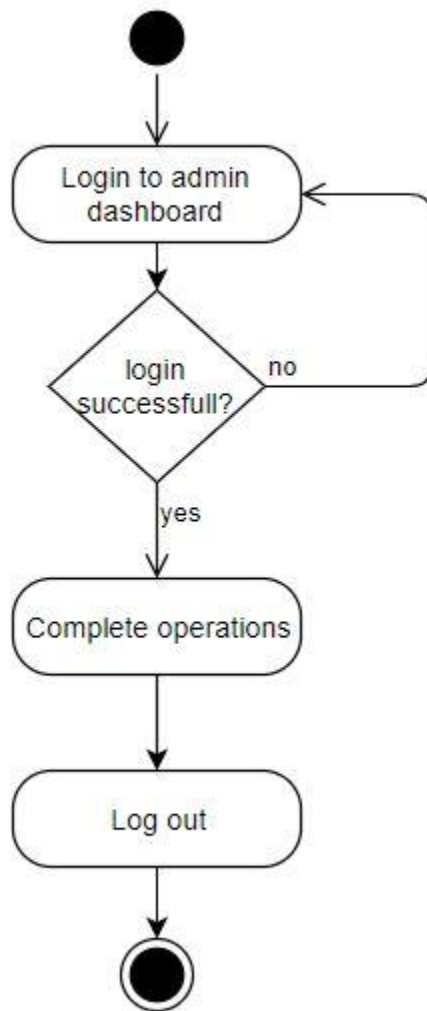 Login to admin
dashboard
login
successfull?
no
yes
Complete operations
Log out